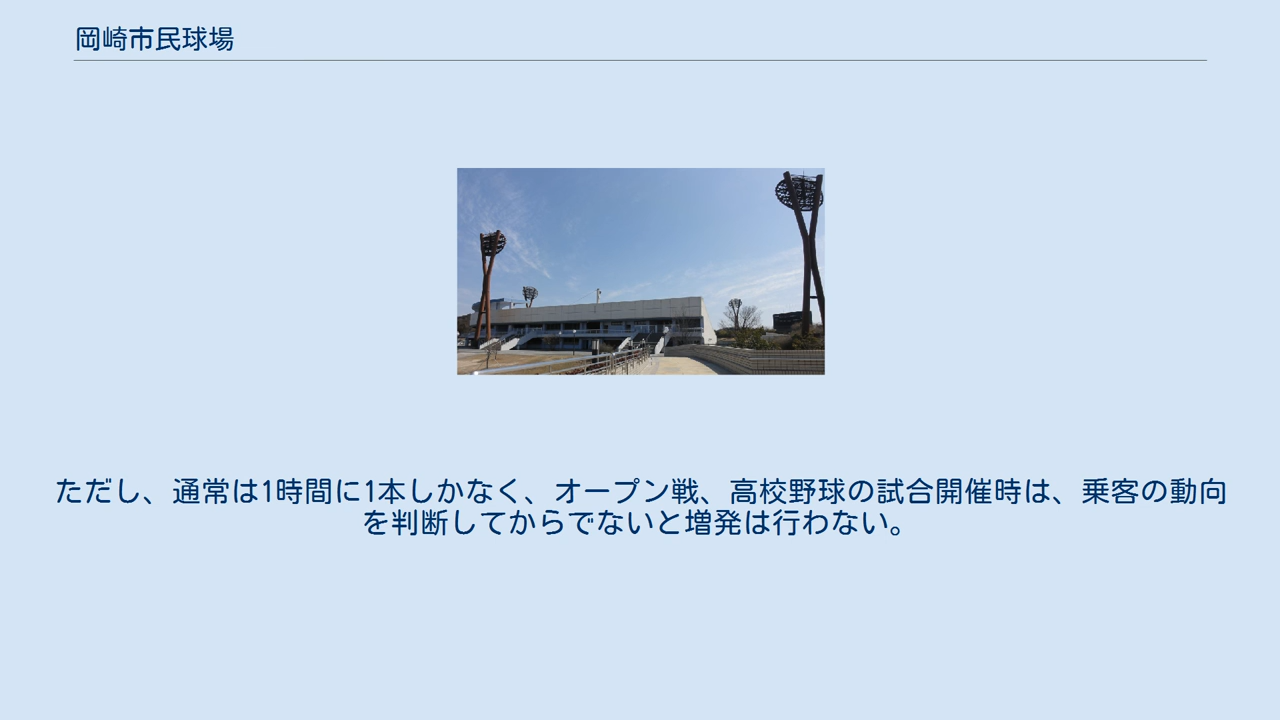 岡崎市民球場
ただし、通常は1時間に1本しかなく、オープン戦、高校野球の試合開催時は、乗客の動向
を判断してからでないと増発は行わない。